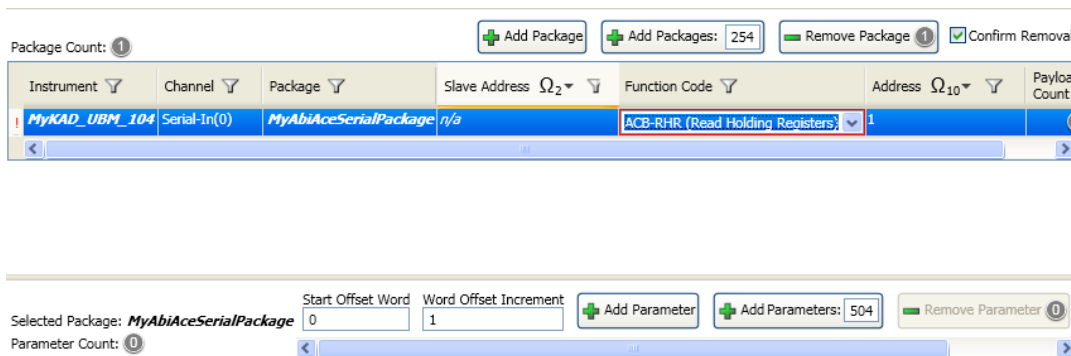 Package Count: 1 Add Package Add Packages: 254 Remove Package 1 Confirm Removal
Instrument Channel Package Slave Address Ω2 Function Code Address Ω10 Payloa
Count
! MyKAD_UBM_104 Serial-In(0) MyAbiAceSerialPackage n/a ACB-RHR (Read Holding Registers) 1
Start Offset Word Word Offset Increment
Selected Package: MyAbiAceSerialPackage 0 1 Add Parameter Add Parameters: 504 Remove Parameter 0
Parameter Count: 0